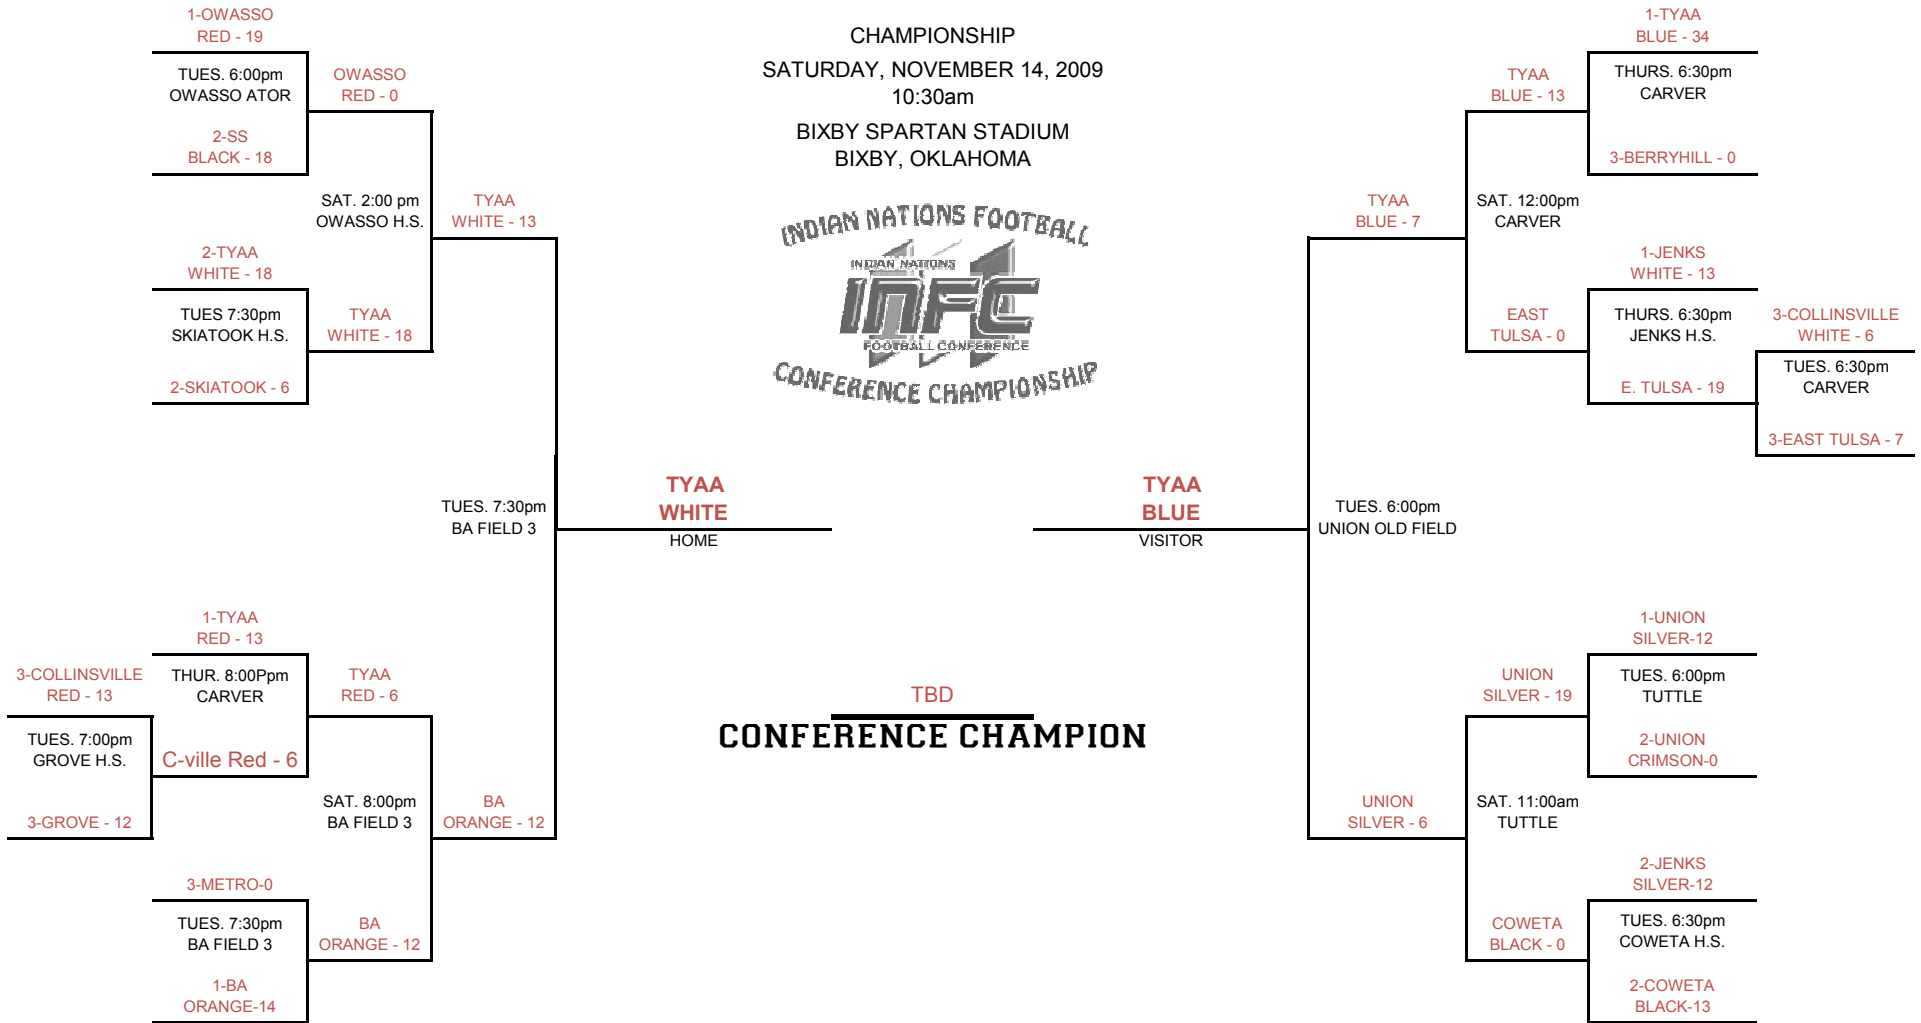 1-OWASSO
RED - 19
TUES. 6:00pm
OWASSO ATOR
2-SS
BLACK - 18
OWASSO
RED - 0
SAT. 2:00 pm
OWASSO H.S.
2-TYAA
WHITE - 18
TUES 7:30pm
SKIATOOK H.S.
2-SKIATOOK - 6
TYAA
WHITE - 18
TYAA
WHITE - 13
TUES. 7:30pm
BA FIELD 3
1-TYAA
RED - 13
3-COLLINSVILLE
RED - 13
TUES. 7:00pm
GROVE H.S.
3-GROVE - 12
THUR. 8:00Ppm
CARVER
C-ville Red - 6
TYAA
RED - 6
SAT. 8:00pm
BA FIELD 3
3-METRO-0
TUES. 7:30pm
BA FIELD 3
1-BA
ORANGE-14
BA
ORANGE - 12
BA
ORANGE - 12
CHAMPIONSHIP
SATURDAY, NOVEMBER 14, 2009
10:30am
BIXBY SPARTAN STADIUM
BIXBY, OKLAHOMA
INDIAN NATIONS FOOTBALL
INDIAN NATIONS
INFC
FOOTBALL CONFERENCE
CONFERENCE CHAMPIONSHIP
TYAA
WHITE
HOME
TYAA
BLUE
VISITOR
TBD
CONFERENCE CHAMPION
1-TYAA
BLUE - 34
THURS. 6:30pm
CARVER
3-BERRYHILL - 0
TYAA
BLUE - 13
SAT. 12:00pm
CARVER
TYAA
BLUE - 7
1-JENKS
WHITE - 13
THURS. 6:30pm
JENKS H.S.
E. TULSA - 19
EAST
TULSA - 0
3-COLLINSVILLE
WHITE - 6
TUES. 6:30pm
CARVER
3-EAST TULSA - 7
TUES. 6:00pm
UNION OLD FIELD
1-UNION
SILVER-12
TUES. 6:00pm
TUTTLE
2-UNION
CRIMSON-0
UNION
SILVER - 19
SAT. 11:00am
TUTTLE
UNION
SILVER - 6
2-JENKS
SILVER-12
TUES. 6:30pm
COWETA H.S.
2-COWETA
BLACK-13
COWETA
BLACK - 0